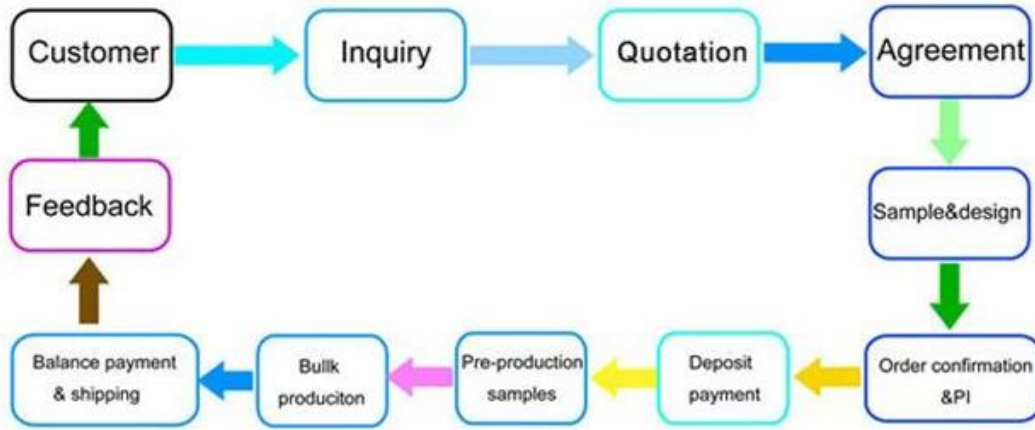 Customer
Inquiry
Quotation
Agreement
Sample&design
Order confirmation
&PI
Deposit
payment
Pre-production
samples
Bullk
produciton
Balance payment
& shipping
Feedback